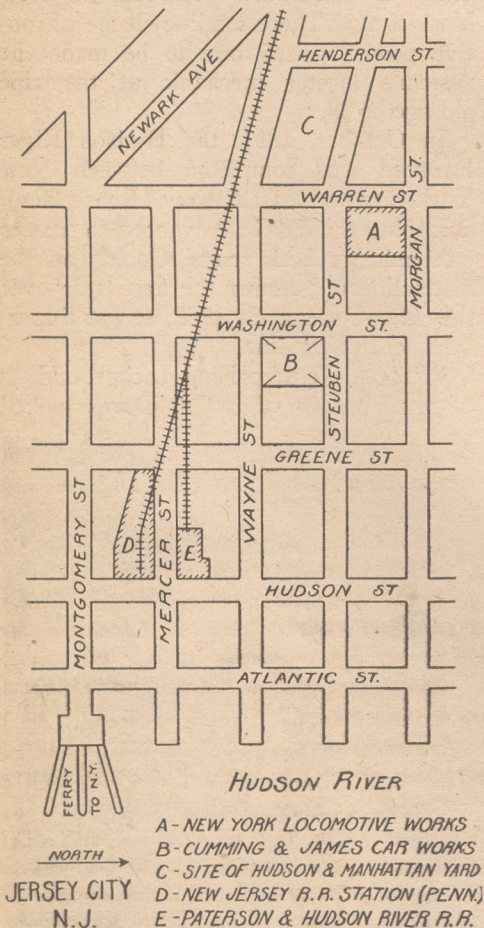 HENDERSON ST.
NEWARK AVE
C
ST.
WARREN ST
A
MORGAN
ST
WASHINGTON ST.
B
STEUBEN
ST
GREENE ST
MONTGOMERY ST
D
MERCER ST
E
WAYNE
HUDSON ST
ATLANTIC ST.
FERRY
TO N.Y.
HUDSON RIVER
A-NEW YORK LOCOMOTIVE WORKS
B-CUMMING & JAMES CAR WORKS
C-SITE OF HUDSON & MANHATTAN YARD
D-NEW JERSEY R.R. STATION (PENN.)
E-PATERSON & HUDSON RIVER R.R.
NORTH
JERSEY CITY
N.J.